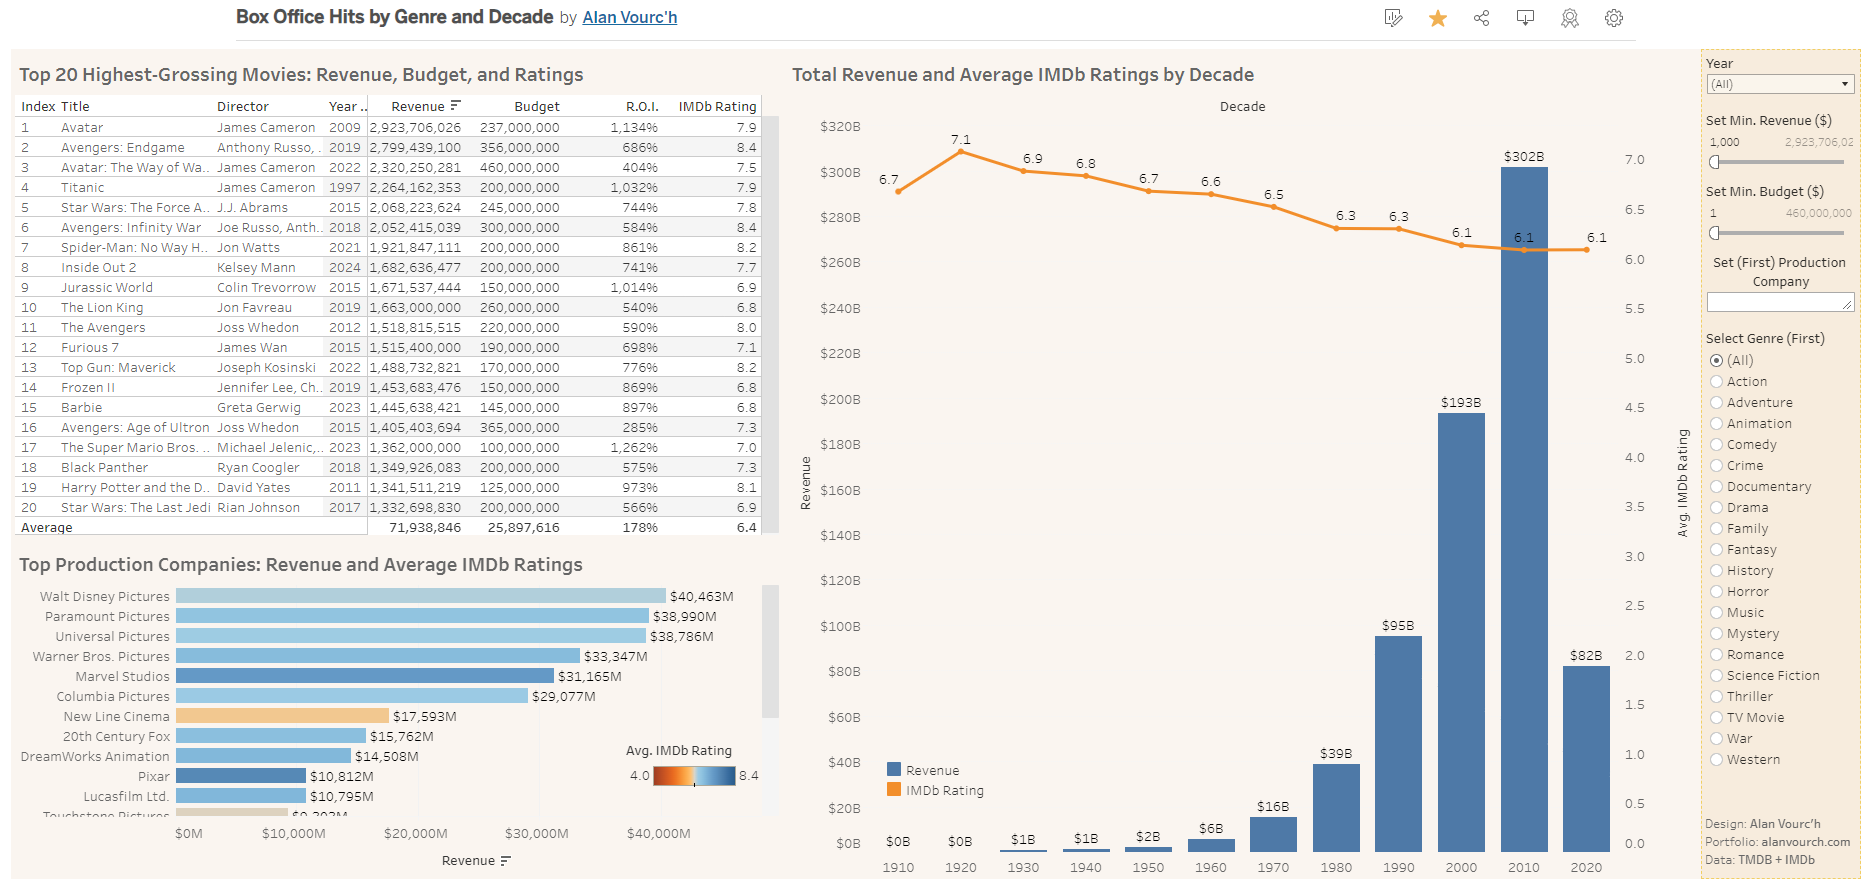 Box Office Hits by Genre and Decade by Alan Vourc'h
Top 20 Highest-Grossing Movies: Revenue, Budget, and Ratings
Index Title Director Year .. Revenue Budget R.O.I. IMDb Rating
1 Avatar James Cameron 2009 2,923,706,026 237,000,000 1,134% 7.9
2 Avengers: Endgame Anthony Russo, . 2019 2,799,439,100 356,000,000 686% 8.4
3 Avatar: The Way of Wa.. James Cameron 2022 2,320,250,281 460,000,000 404% 7.5
4 Titanic James Cameron 1997 2,264,162,353 200,000,000 1,032% 7.9
5 Star Wars: The Force A.. J.J. Abrams 2015 2,068,223,624 245,000,000 744% 7.8
6 Avengers: Infinity War Joe Russo, Anth.. 2018 2,052,415,039 300,000,000 584% 8.4
7 Spider-Man: No Way H.. Jon Watts 2021 1,921,847,111 200,000,000 861% 8.2
8 Inside Out 2 Kelsey Mann 2024 1,682,636,477 200,000,000 741% 7.7
9 Jurassic World Colin Trevorrow 2015 1,671,537,444 150,000,000 1,014% 6.9
10 The Lion King Jon Favreau 2019 1,663,000,000 260,000,000 540% 6.8
11 The Avengers Joss Whedon 2012 1,518,815,515 220,000,000 590% 8.0
12 Furious 7 James Wan 2015 1,515,400,000 190,000,000 698% 7.1
13 Top Gun: Maverick Joseph Kosinski 2022 1,488,732,821 170,000,000 776% 8.2
14 Frozen II Jennifer Lee, Ch.. 2019 1,453,683,476 150,000,000 869% 6.8
15 Barbie Greta Gerwig 2023 1,445,638,421 145,000,000 897% 6.8
16 Avengers: Age of Ultron Joss Whedon 2015 1,405,403,694 365,000,000 285% 7.3
17 The Super Mario Bros. .. Michael Jelenic,.. 2023 1,362,000,000 100,000,000 1,262% 7.0
18 Black Panther Ryan Coogler 2018 1,349,926,083 200,000,000 575% 7.3
19 Harry Potter and the D.. David Yates 2011 1,341,511,219 125,000,000 973% 8.1
20 Star Wars: The Last Jedi Rian Johnson 2017 1,332,698,830 200,000,000 566% 6.9
Average 71,938,846 25,897,616 178% 6.4
Top Production Companies: Revenue and Average IMDb Ratings
Walt Disney Pictures $40,463M
Paramount Pictures $38,990M
Universal Pictures $38,786M
Warner Bros. Pictures $33,347M
Marvel Studios $31,165M
Columbia Pictures $29,077M
New Line Cinema $17,593M
20th Century Fox $15,762M
DreamWorks Animation $14,508M
Pixar $10,812M
Lucasfilm Ltd. $10,795M
Touchstone Pictures
Avg. IMDb Rating
4.0 8.4
$0M $10,000M $20,000M $30,000M $40,000M
Revenue
Total Revenue and Average IMDb Ratings by Decade
Decade
$320B
$300B
$280B
$260B
$240B
$220B
$200B
$180B
$160B
$140B
$120B
$100B
$80B
$60B
$40B
$20B
$0B
Revenue
6.7 7.1 6.9 6.8 6.7 6.6 6.5 6.3 6.3 6.1 6.1 6.1
$0B $0B $1B $1B $2B $6B $16B $39B $95B $193B $302B $82B
Revenue
IMDb Rating
1910 1920 1930 1940 1950 1960 1970 1980 1990 2000 2010 2020
7.0
6.5
6.0
5.5
5.0
4.5
4.0
3.5
3.0
2.5
2.0
1.5
1.0
0.5
0.0
Avg. IMDb Rating
Year
(All)
Set Min. Revenue ($)
1,000 2,923,706,02
Set Min. Budget ($)
1 460,000,000
Set (First) Production
Company
Select Genre (First)
(All)
Action
Adventure
Animation
Comedy
Crime
Documentary
Drama
Family
Fantasy
History
Horror
Music
Mystery
Romance
Science Fiction
Thriller
TV Movie
War
Western
Design: Alan Vourc'h
Portfolio: alanvourch.com
Data: TMDB + IMDb